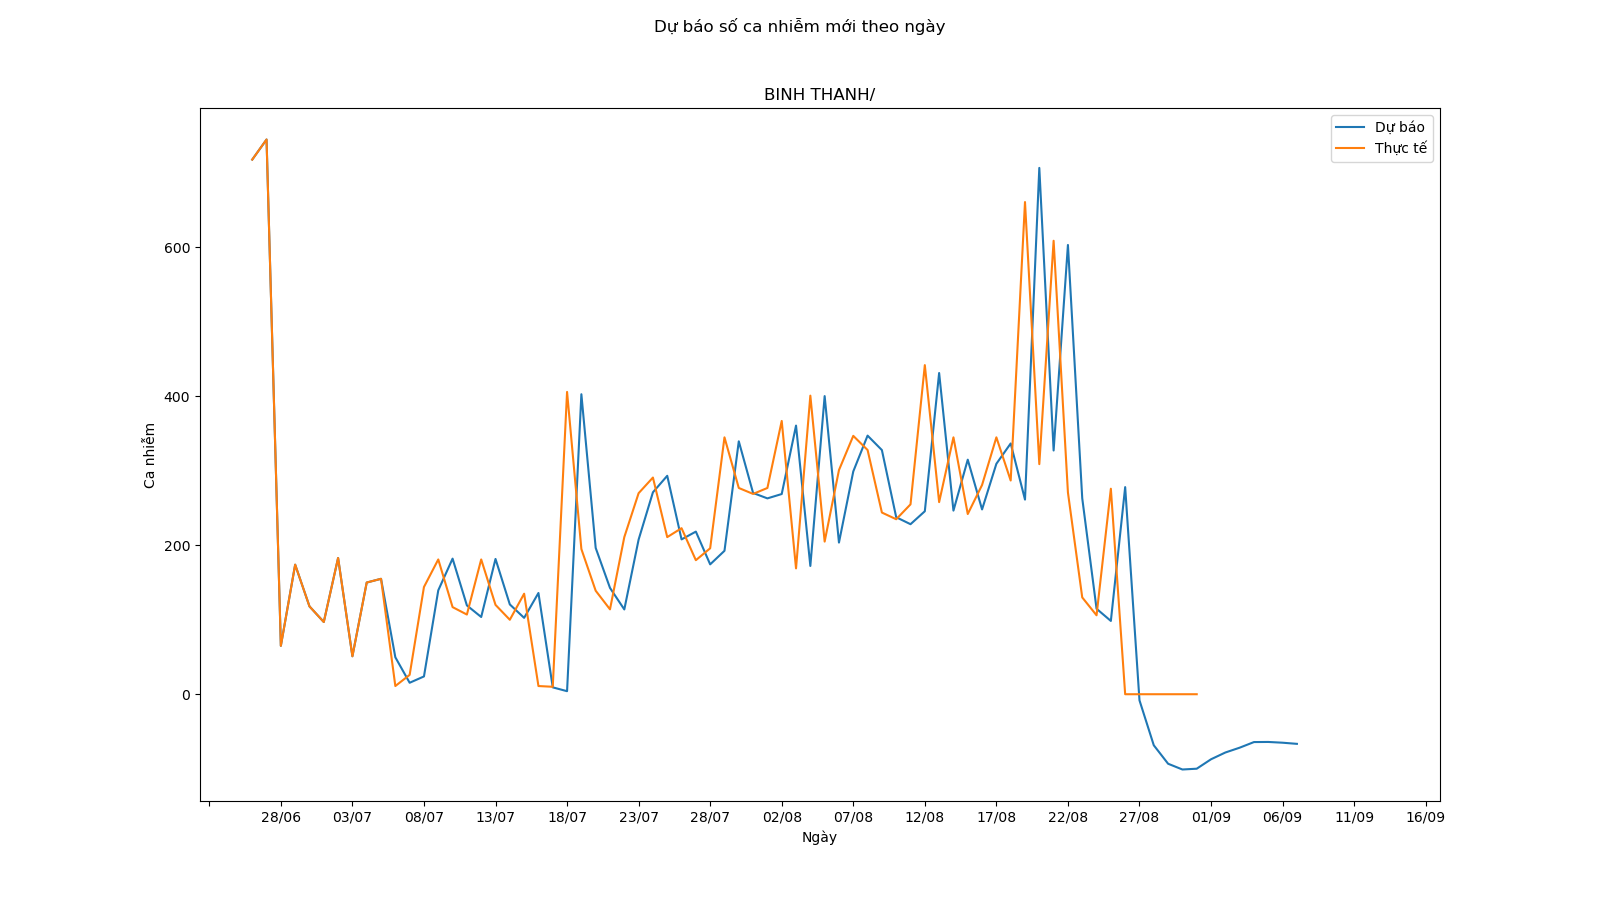 Dự báo số ca nhiễm mới theo ngày
BINH THANH/
Dự báo
Thực tế
600
400
200
0
Ca nhiễm
28/06 03/07 08/07 13/07 18/07 23/07 28/07 02/08 07/08 12/08 17/08 22/08 27/08 01/09 06/09 11/09 16/09
Ngày